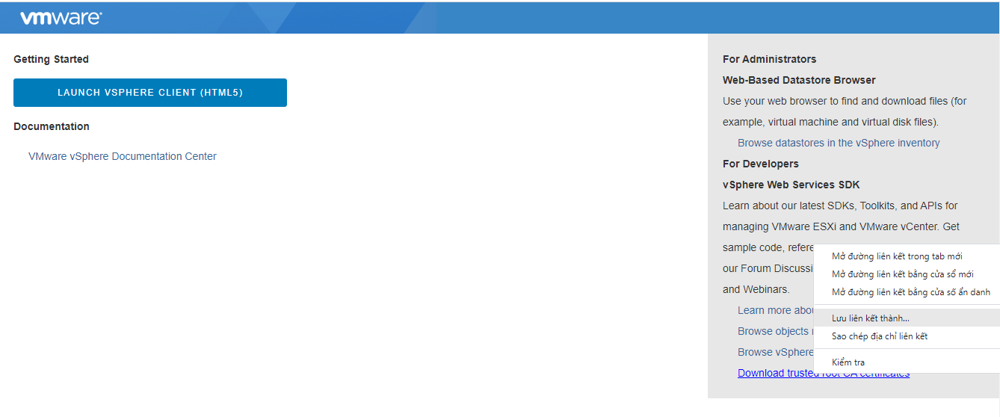 vmware®
Getting Started
LAUNCH VSPHERE CLIENT (HTML5)
Documentation
VMware vSphere Documentation Center
For Administrators
Web-Based Datastore Browser
Use your web browser to find and download files (for
example, virtual machine and virtual disk files).
Browse datastores in the vSphere inventory
For Developers
vSphere Web Services SDK
Learn about our latest SDKs, Toolkits, and APIs for
managing VMware ESXi and VMware vCenter. Get
sample code, refere
our Forum Discussi
and Webinars.
Learn more abou
Browse objects
Browse vSphere
Download trusted root CA certificates
Mở đường liên kết trong tab mới
Mở đường liên kết bằng cửa sổ mới
Mở đường liên kết bằng cửa sổ ẩn danh
Lưu liên kết thành...
Sao chép địa chỉ liên kết
Kiểm tra